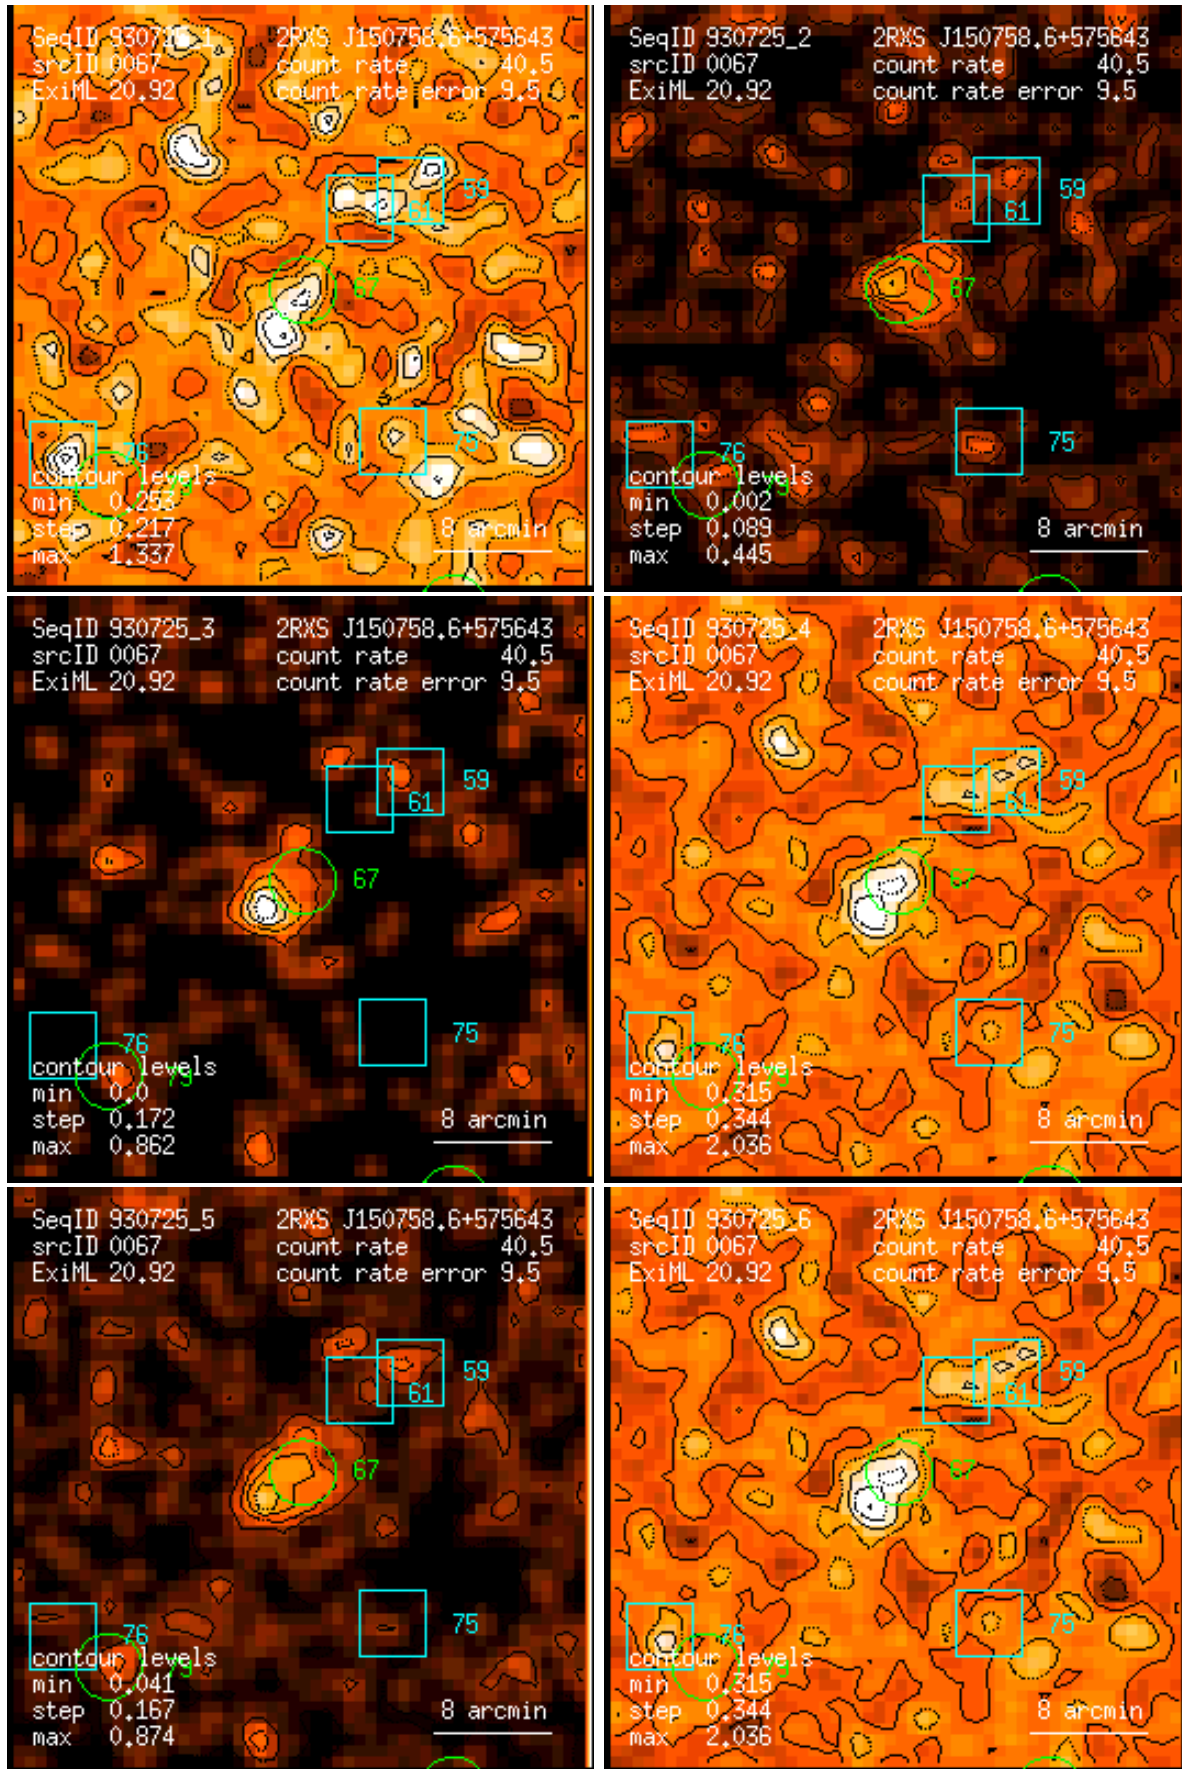 SeqID 930725_1 2RXS J150758.6+575643
srcID 0067 count rate 40.5
ExiML 20.92 count rate error 9.5
59
61
67
76 75
79
contour levels
min 0.253
step 0.217 8 arcmin
max 1.337
SeqID 930725_2 2RXS J150758.6+575643
srcID 0067 count rate 40.5
ExiML 20.92 count rate error 9.5
59
61
67
76 75
79
contour levels
min 0.002
step 0.089 8 arcmin
max 0.445
SeqID 930725_3 2RXS J150758.6+575643
srcID 0067 count rate 40.5
ExiML 20.92 count rate error 9.5
59
61
67
76 75
79
contour levels
min 0.0
step 0.172 8 arcmin
max 0.862
SeqID 930725_4 2RXS J150758.6+575643
srcID 0067 count rate 40.5
ExiML 20.92 count rate error 9.5
59
61
67
76 75
79
contour levels
min 0.315
step 0.344 8 arcmin
max 2.036
SeqID 930725_5 2RXS J150758.6+575643
srcID 0067 count rate 40.5
ExiML 20.92 count rate error 9.5
59
61
67
76 75
79
contour levels
min 0.041
step 0.167 8 arcmin
max 0.874
SeqID 930725_6 2RXS J150758.6+575643
srcID 0067 count rate 40.5
ExiML 20.92 count rate error 9.5
59
61
67
76 75
79
contour levels
min 0.315
step 0.344 8 arcmin
max 2.036